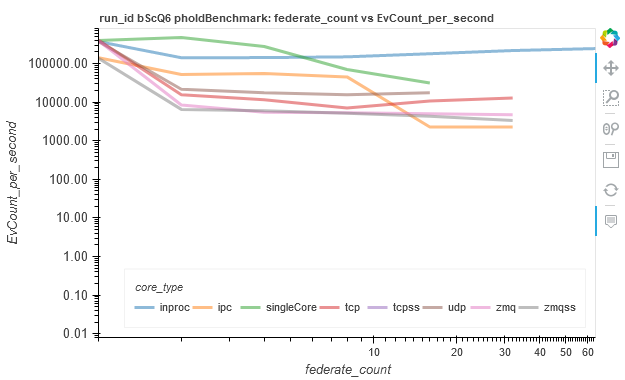 run_id bScQ6 pholdBenchmark: federate_count vs EvCount_per_second
100000.00
10000.00
1000.00
100.00
10.00
1.00
0.10
0.01
EvCount_per_second
core_type
inproc ipc singleCore tcp tcpss udp zmq zmqss
10 20 30 40 50 60
federate_count